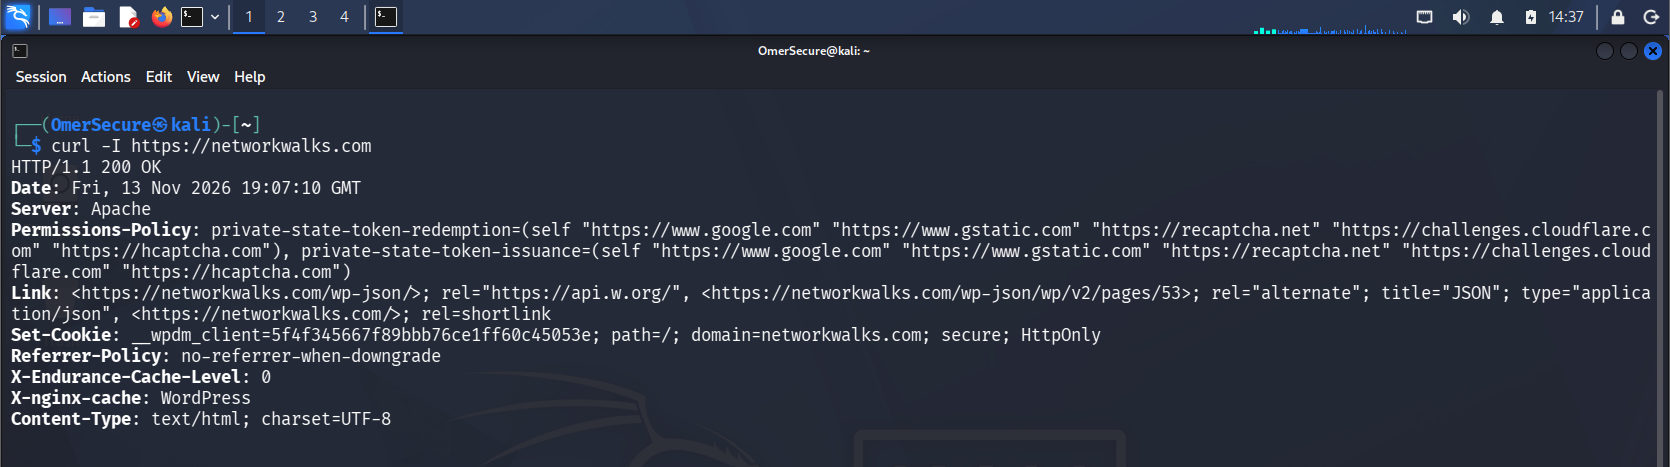 1 2 3 4 14:37
OmerSecure@kali: ~
Session Actions Edit View Help
┌──(OmerSecure㉿kali)-[~]
└─$ curl -I https://networkwalks.com
HTTP/1.1 200 OK
Date: Fri, 13 Nov 2026 19:07:10 GMT
Server: Apache
Permissions-Policy: private-state-token-redemption=(self "https://www.google.com" "https://www.gstatic.com" "https://recaptcha.net" "https://challenges.cloudflare.c
om" "https://hcaptcha.com"), private-state-token-issuance=(self "https://www.google.com" "https://www.gstatic.com" "https://recaptcha.net" "https://challenges.cloud
flare.com" "https://hcaptcha.com")
Link: <https://networkwalks.com/wp-json/>; rel="https://api.w.org/", <https://networkwalks.com/wp-json/wp/v2/pages/53>; rel="alternate"; title="JSON"; type="applica
tion/json", <https://networkwalks.com/>; rel=shortlink
Set-Cookie: __wpdm_client=5f4f345667f89bbb76ce1ff60c45053e; path=/; domain=networkwalks.com; secure; HttpOnly
Referrer-Policy: no-referrer-when-downgrade
X-Endurance-Cache-Level: 0
X-nginx-cache: WordPress
Content-Type: text/html; charset=UTF-8